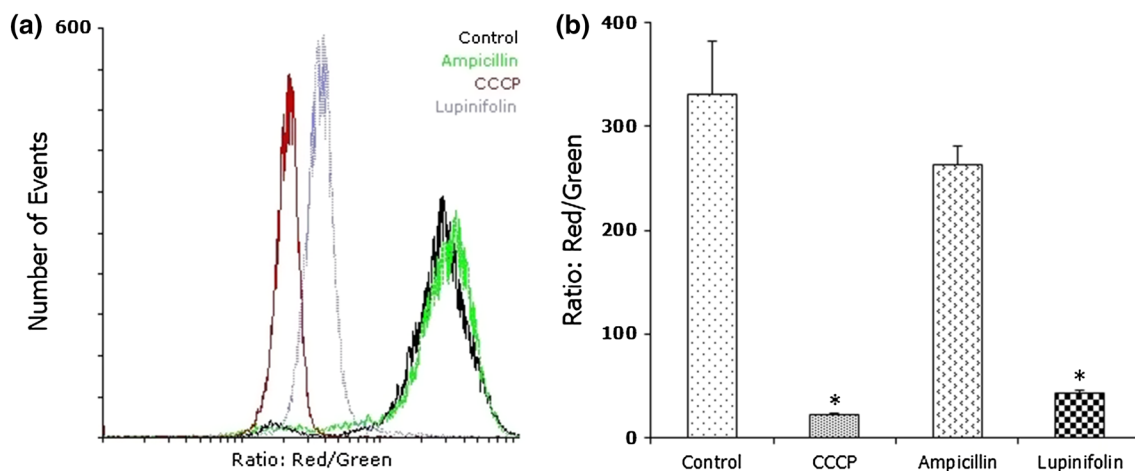 (a)
600
Number of Events
Control
Ampicillin
CCCP
Lupinifolin
Ratio: Red/Green
(b)
Ratio: Red/Green
400
300
200
100
0
*
*
Control
CCCP
Ampicillin
Lupinifolin